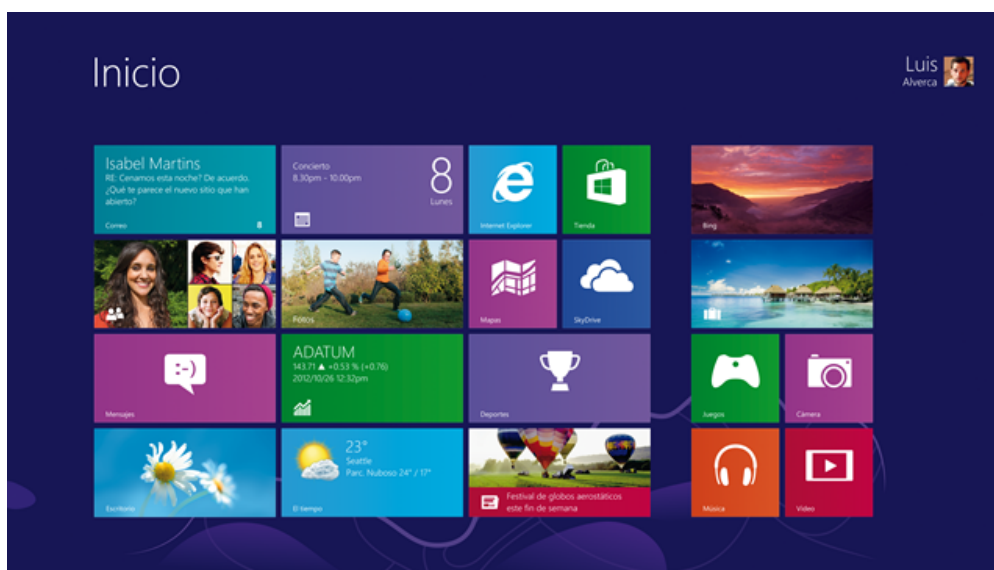 Inicio
Luis
Alverca
Isabel Martins
RE: Cenamos esta noche? De acuerdo.
¿Qué te parece el nuevo sitio que han
abierto?
Correo
8
Concierto
8.30pm - 10.00pm
8
Lunes
Internet Explorer
Tienda
Bing
Fotos
Mapas
SkyDrive
Mensajes
ADATUM
143.71 ▲ +0.53 % (+0.76)
2012/10/26 12:32pm
Deportes
Juegos
Cámera
Escritorio
23°
Seattle
Parc. Nuboso 24° / 17°
El tiempo
Festival de globos aerostáticos
este fin de semana
Música
Video